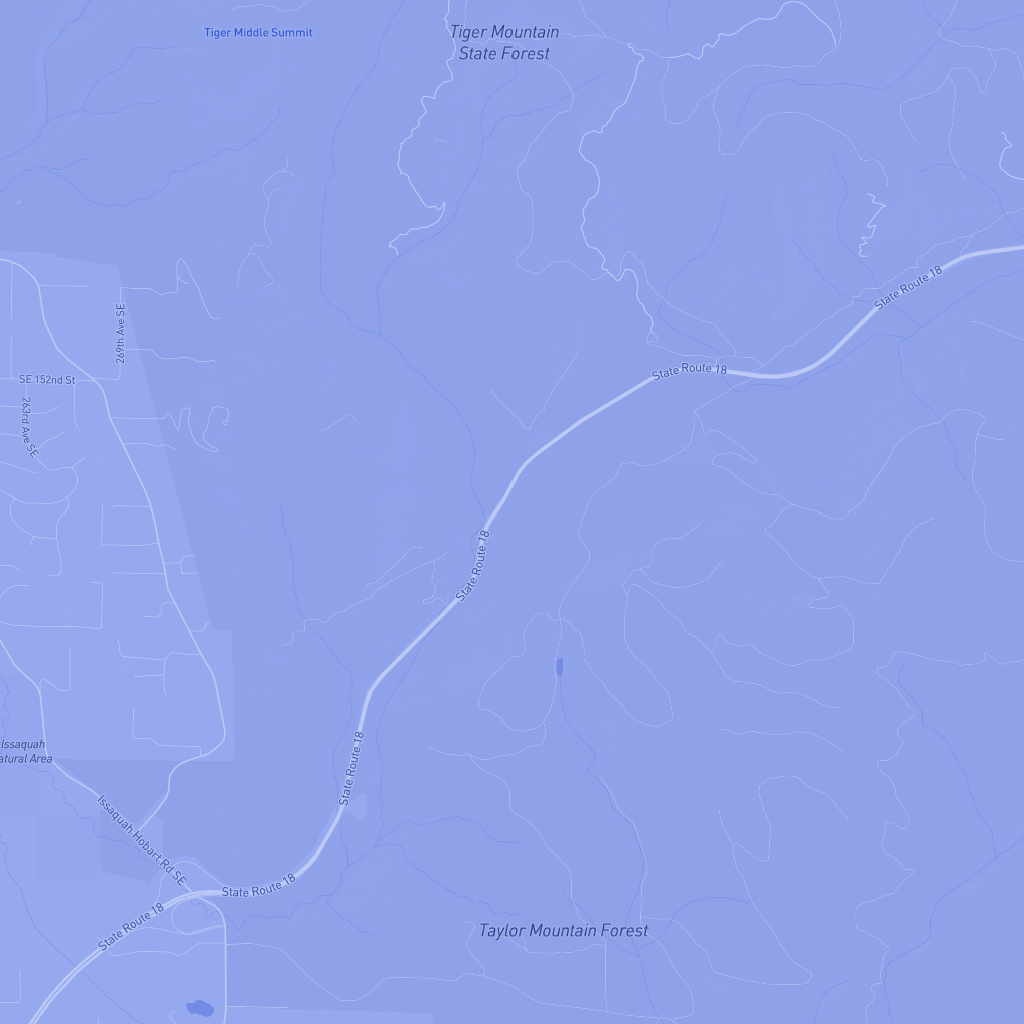 Tiger Middle Summit
Tiger Mountain
State Forest
State Route 18
269th Ave SE
State Route 18
SE 152nd St
263rd Ave SE
State Route 18
Issaquah
atural Area
State Route 18
Issaquah Hobart Rd SE
State Route 18
State Route 18
Taylor Mountain Forest